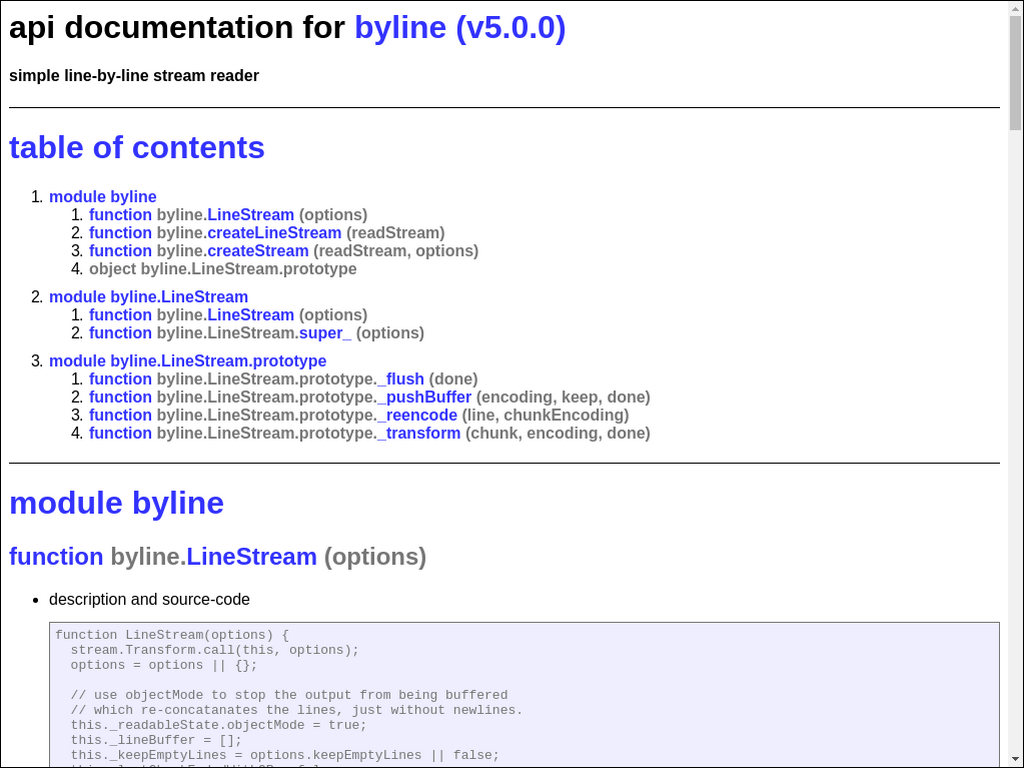 api documentation for byline (v5.0.0)
simple line-by-line stream reader
table of contents
1. module byline
1. function byline.LineStream (options)
2. function byline.createLineStream (readStream)
3. function byline.createStream (readStream, options)
4. object byline.LineStream.prototype
2. module byline.LineStream
1. function byline.LineStream (options)
2. function byline.LineStream.super_ (options)
3. module byline.LineStream.prototype
1. function byline.LineStream.prototype._flush (done)
2. function byline.LineStream.prototype._pushBuffer (encoding, keep, done)
3. function byline.LineStream.prototype._reencode (line, chunkEncoding)
4. function byline.LineStream.prototype._transform (chunk, encoding, done)
module byline
function byline.LineStream (options)
• description and source-code
function LineStream(options) {
  stream.Transform.call(this, options);
  options = options || {};
  // use objectMode to stop the output from being buffered
  // which re-concatanates the lines, just without newlines.
  this._readableState.objectMode = true;
  this._lineBuffer = [];
  this._keepEmptyLines = options.keepEmptyLines || false;